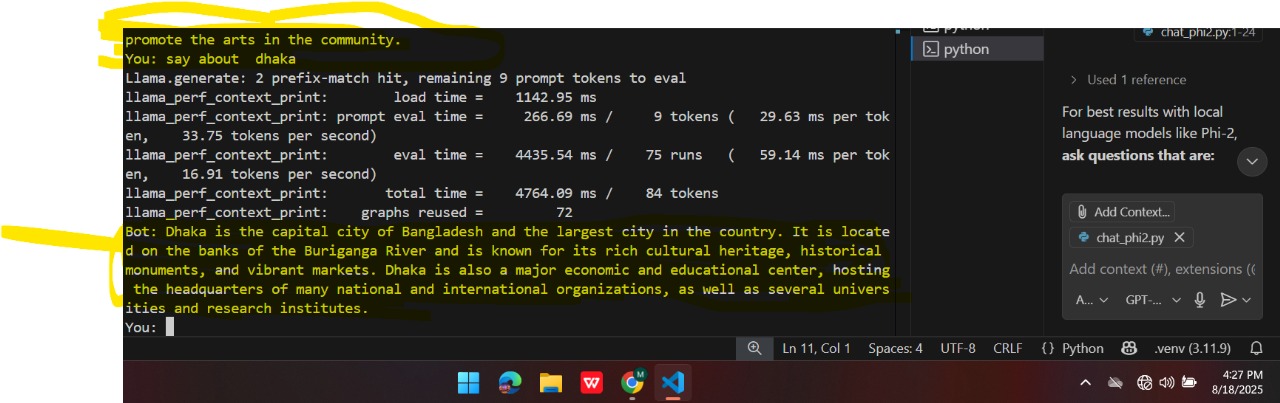 promote the arts in the community.
You: say about  dhaka
Llama.generate: 2 prefix-match hit, remaining 9 prompt tokens to eval
llama_perf_context_print:        load time =    1142.95 ms
llama_perf_context_print: prompt eval time =     266.69 ms /     9 tokens (   29.63 ms per tok
en,    33.75 tokens per second)
llama_perf_context_print:        eval time =    4435.54 ms /    75 runs   (   59.14 ms per tok
en,    16.91 tokens per second)
llama_perf_context_print:       total time =    4764.09 ms /    84 tokens
llama_perf_context_print:    graphs reused =         72
Bot: Dhaka is the capital city of Bangladesh and the largest city in the country. It is locate
d on the banks of the Buriganga River and is known for its rich cultural heritage, historical
monuments, and vibrant markets. Dhaka is also a major economic and educational center, hosting
 the headquarters of many national and international organizations, as well as several univers
ities and research institutes.
You:
python
python
chat_phi2.py:1-24
Used 1 reference
For best results with local
language models like Phi-2,
ask questions that are:
Add Context...
chat_phi2.py
Add context (#), extensions (
A... GPT-...
Ln 11, Col 1 Spaces: 4 UTF-8 CRLF {} Python .venv (3.11.9)
4:27 PM
8/18/2025